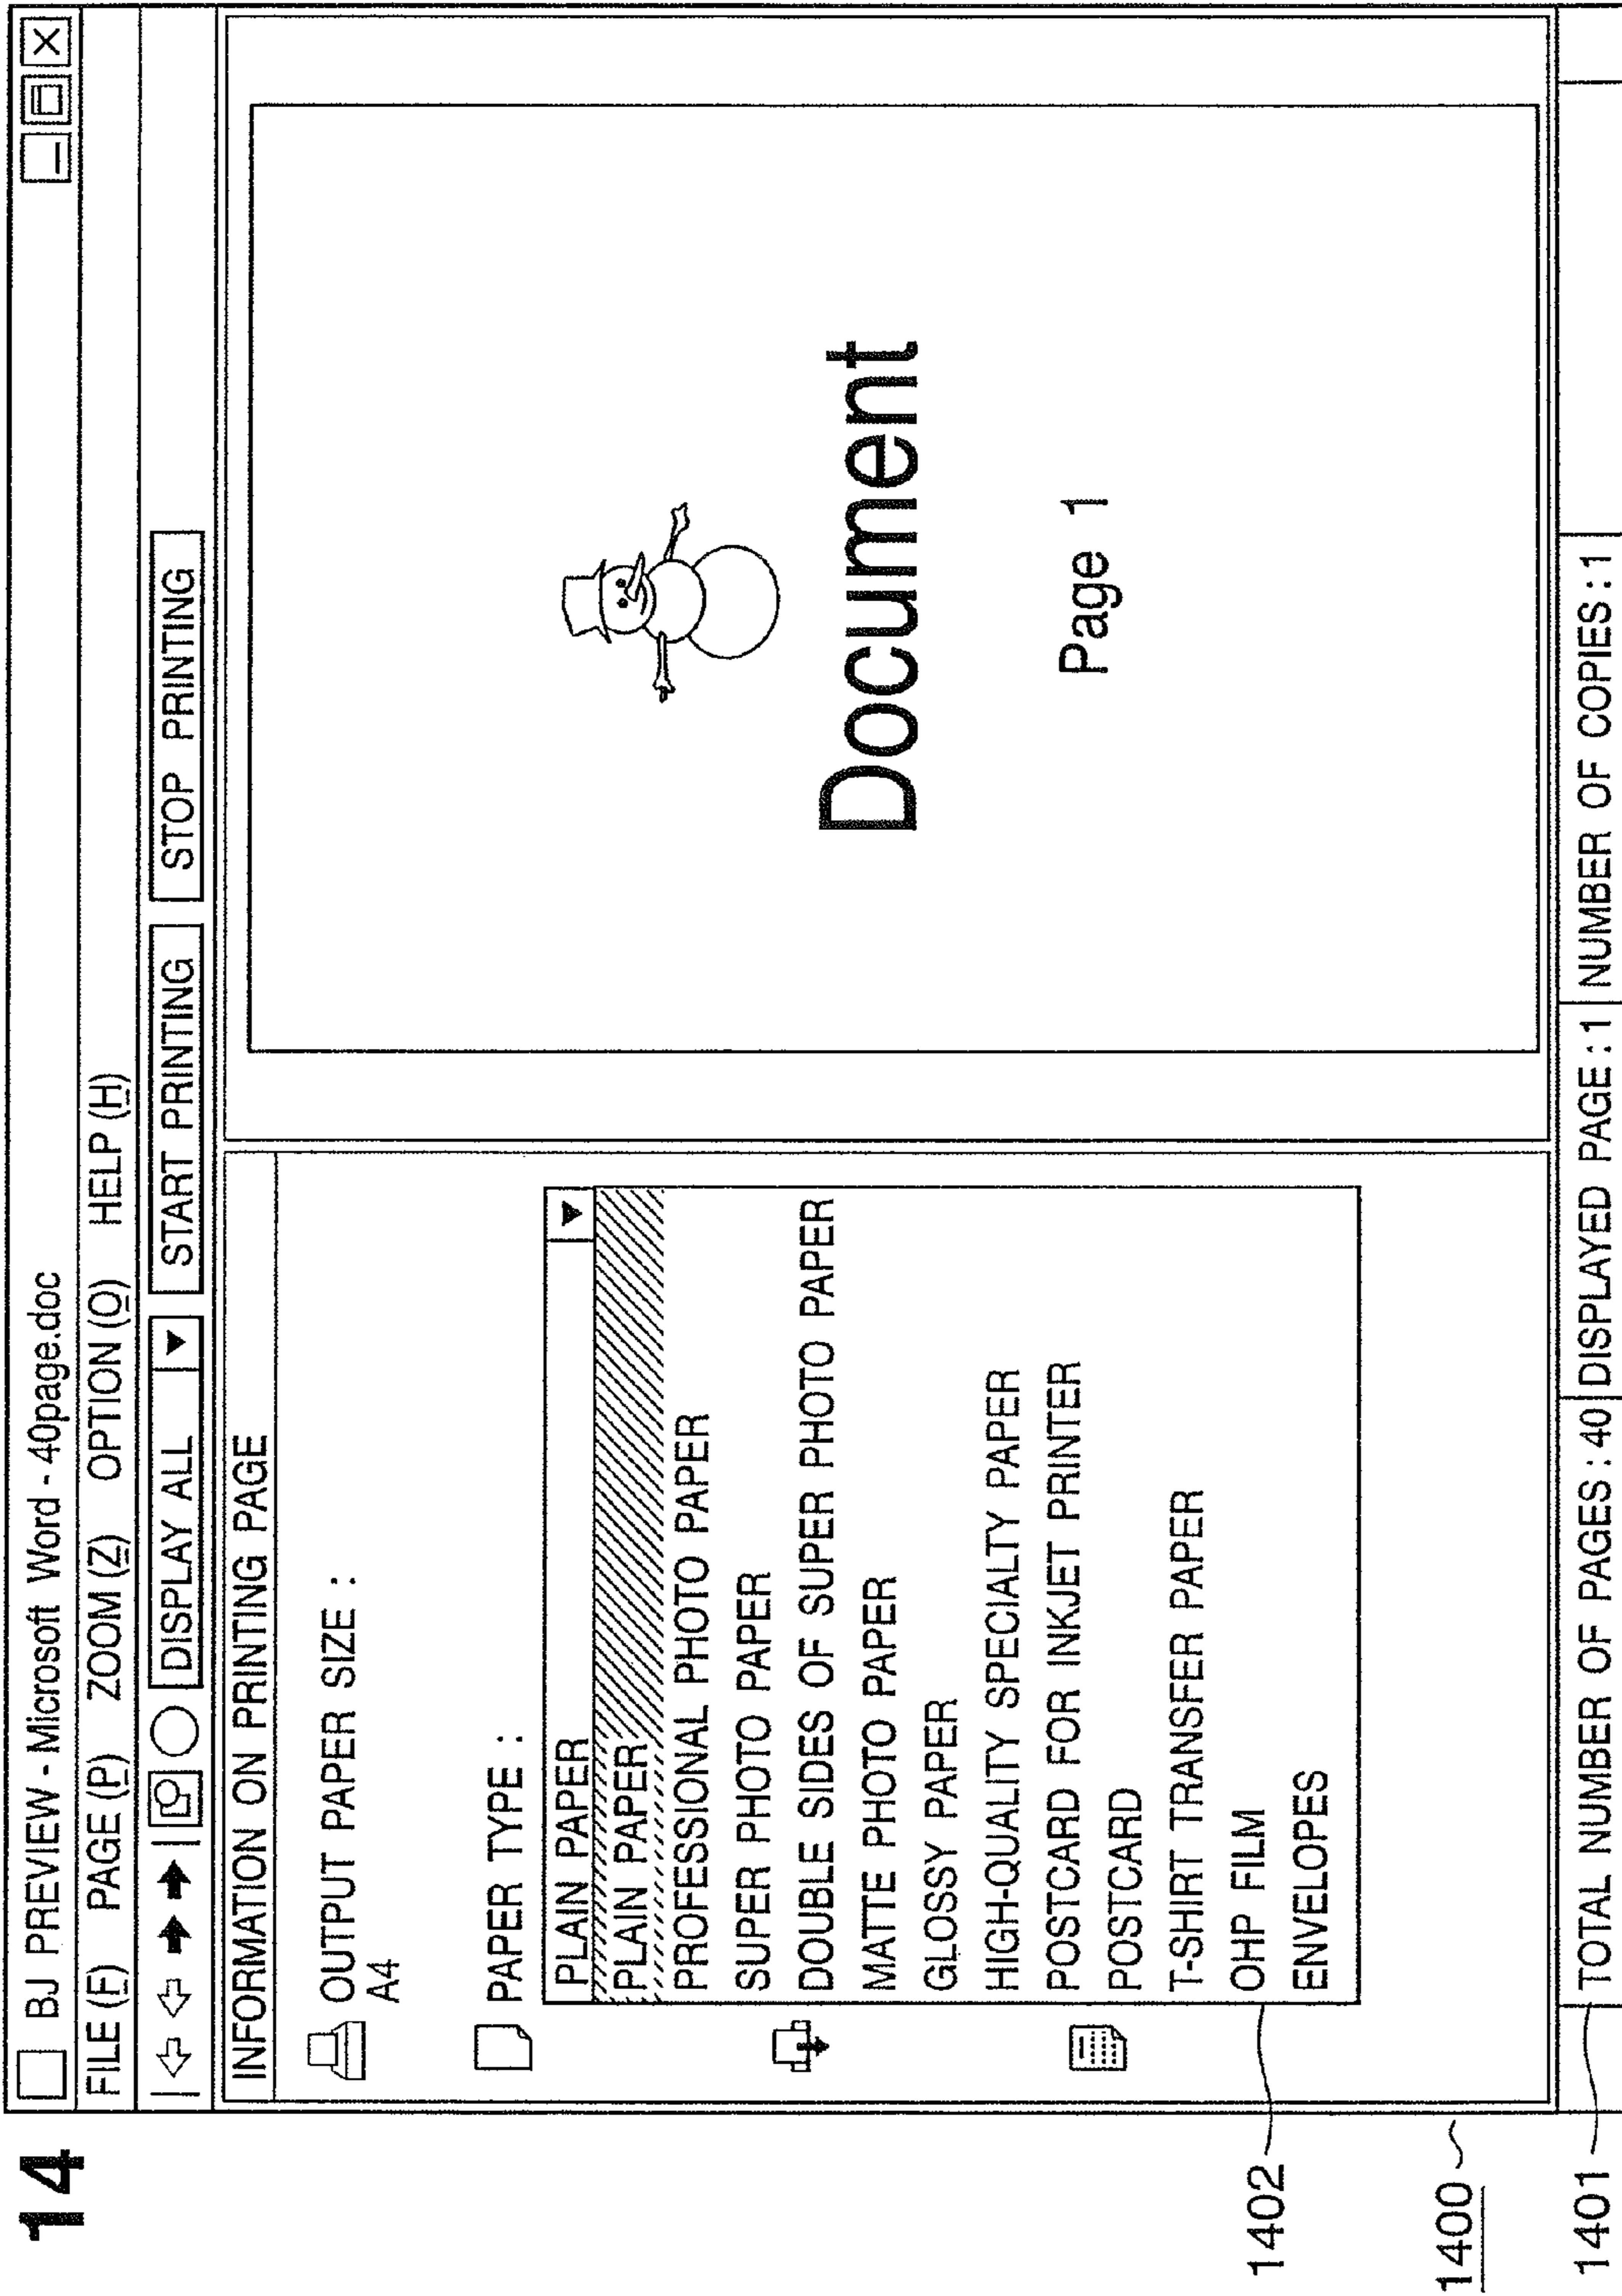 14
BJ PREVIEW - Microsoft Word - 40page.doc
FILE (F) PAGE (P) ZOOM (Z) OPTION (O) HELP (H)
DISPLAY ALL START PRINTING STOP PRINTING
INFORMATION ON PRINTING PAGE
OUTPUT PAPER SIZE :
A4
PAPER TYPE :
PLAIN PAPER
PLAIN PAPER
PROFESSIONAL PHOTO PAPER
SUPER PHOTO PAPER
DOUBLE SIDES OF SUPER PHOTO PAPER
MATTE PHOTO PAPER
GLOSSY PAPER
HIGH-QUALITY SPECIALTY PAPER
POSTCARD FOR INKJET PRINTER
POSTCARD
T-SHIRT TRANSFER PAPER
OHP FILM
ENVELOPES
Document
Page 1
1402
1400
1401
TOTAL NUMBER OF PAGES : 40 DISPLAYED PAGE : 1 NUMBER OF COPIES : 1